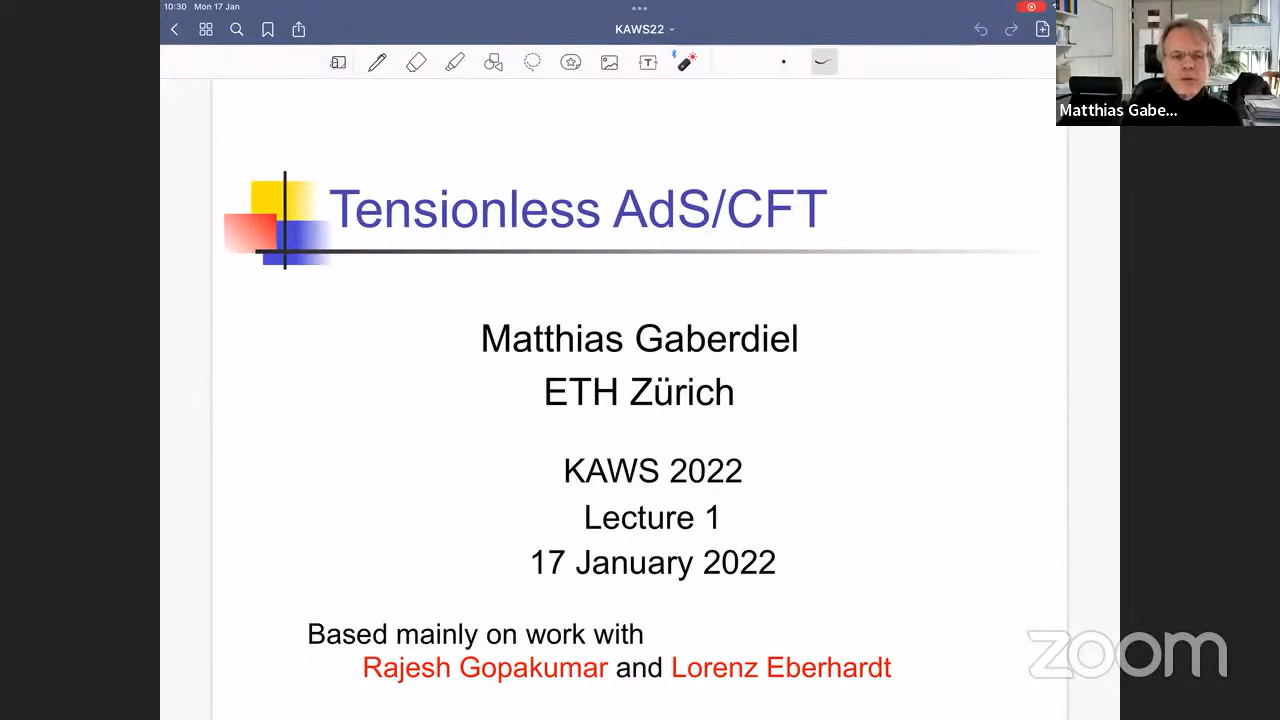 10:30 Mon 17 Jan
KAWS22
T
Matthias Gabe...
Tensionless AdS/CFT
Matthias Gaberdiel
ETH Zürich
KAWS 2022
Lecture 1
17 January 2022
Based mainly on work with
Rajesh Gopakumar and Lorenz Eberhardt
zoom